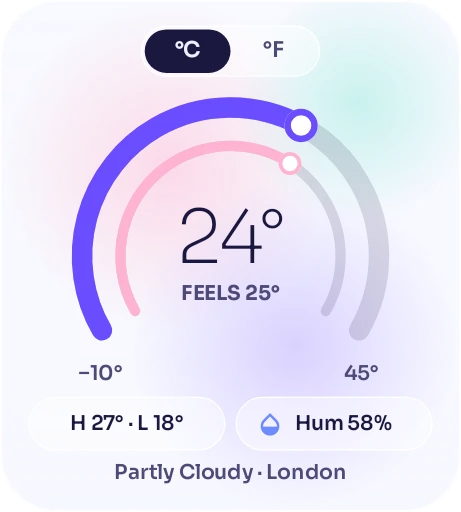 °C °F
24°
FEELS 25°
−10° 45°
H 27° · L 18° Hum 58%
Partly Cloudy · London